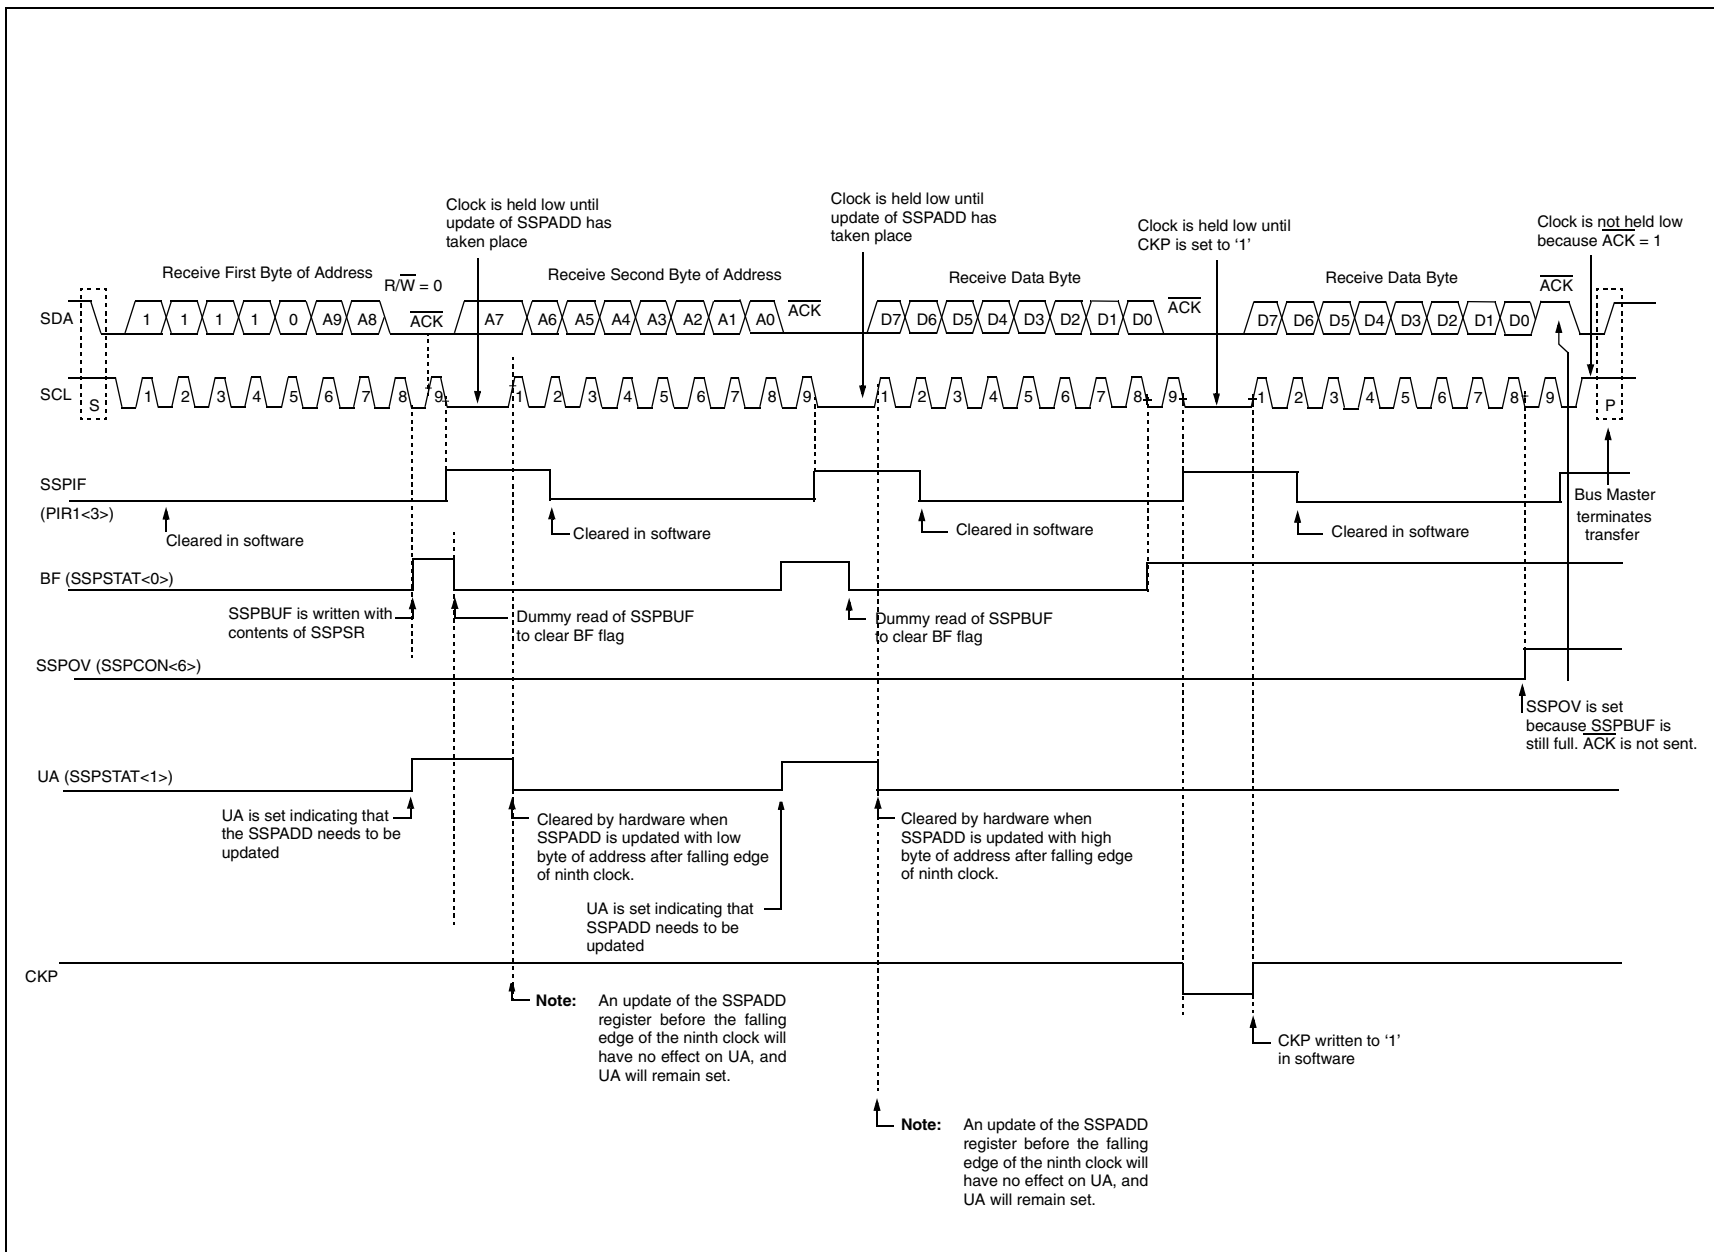 Clock is held low until
update of SSPADD has
taken place
Clock is held low until
update of SSPADD has
taken place
Clock is held low until
CKP is set to ‘1’
Clock is not held low
because ACK = 1
Receive First Byte of Address
R/W = 0
Receive Second Byte of Address
Receive Data Byte
Receive Data Byte
SDA
1 1 1 1 0 A9 A8 ACK A7 A6 A5 A4 A3 A2 A1 A0 ACK D7 D6 D5 D4 D3 D2 D1 D0 ACK D7 D6 D5 D4 D3 D2 D1 D0 ACK
SCL
S 1 2 3 4 5 6 7 8 9 1 2 3 4 5 6 7 8 9 1 2 3 4 5 6 7 8 9 1 2 3 4 5 6 7 8 9 P
SSPIF
(PIR1<3>)
Cleared in software
Cleared in software
Cleared in software
Cleared in software
Bus Master
terminates
transfer
BF (SSPSTAT<0>)
SSPBUF is written with
contents of SSPSR
Dummy read of SSPBUF
to clear BF flag
Dummy read of SSPBUF
to clear BF flag
SSPOV (SSPCON<6>)
SSPOV is set
because SSPBUF is
still full. ACK is not sent.
UA (SSPSTAT<1>)
UA is set indicating that
the SSPADD needs to be
updated
Cleared by hardware when
SSPADD is updated with low
byte of address after falling edge
of ninth clock.
UA is set indicating that
SSPADD needs to be
updated
Cleared by hardware when
SSPADD is updated with high
byte of address after falling edge
of ninth clock.
CKP
Note: An update of the SSPADD
register before the falling
edge of the ninth clock will
have no effect on UA, and
UA will remain set.
CKP written to ‘1’
in software
Note: An update of the SSPADD
register before the falling
edge of the ninth clock will
have no effect on UA, and
UA will remain set.